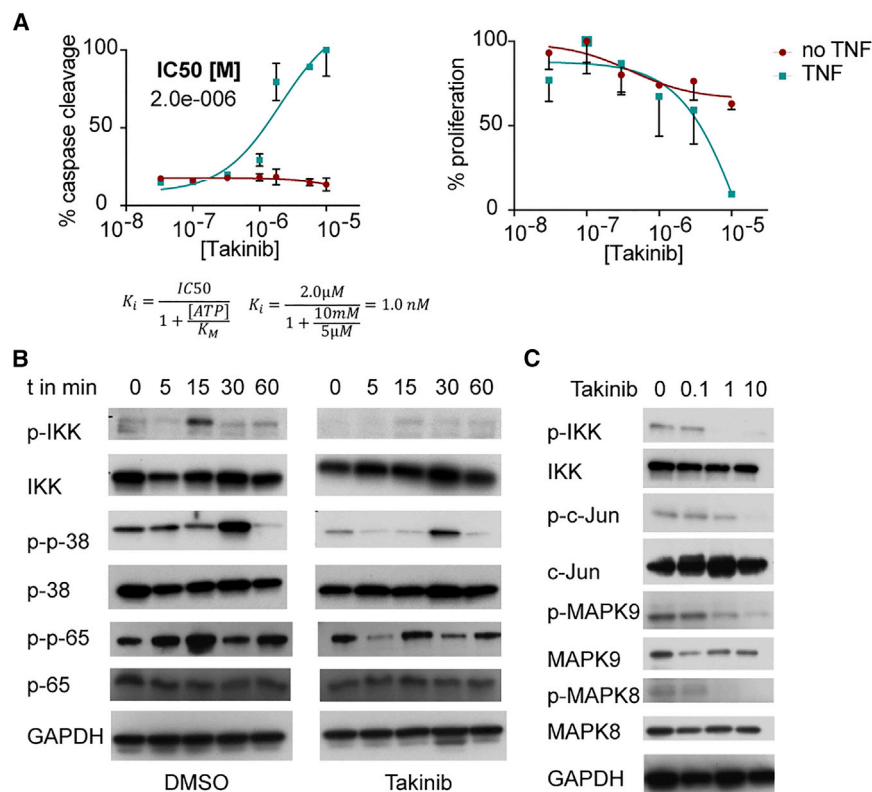 A
% caspase cleavage
100
50
0
IC50 [M]
2.0e-006
10-8 10-7 10-6 10-5
[Takinib]
% proliferation
100
50
0
10-8 10-7 10-6 10-5
[Takinib]
no TNF
TNF
Ki = IC50 / 1 + [ATP] / KM Ki = 2.0μM / 1 + 10mM / 5μM = 1.0 nM
B
t in min 0 5 15 30 60 0 5 15 30 60
p-IKK
IKK
p-p-38
p-38
p-p-65
p-65
GAPDH
DMSO Takinib
C
Takinib 0 0.1 1 10
p-IKK
IKK
p-c-Jun
c-Jun
p-MAPK9
MAPK9
p-MAPK8
MAPK8
GAPDH